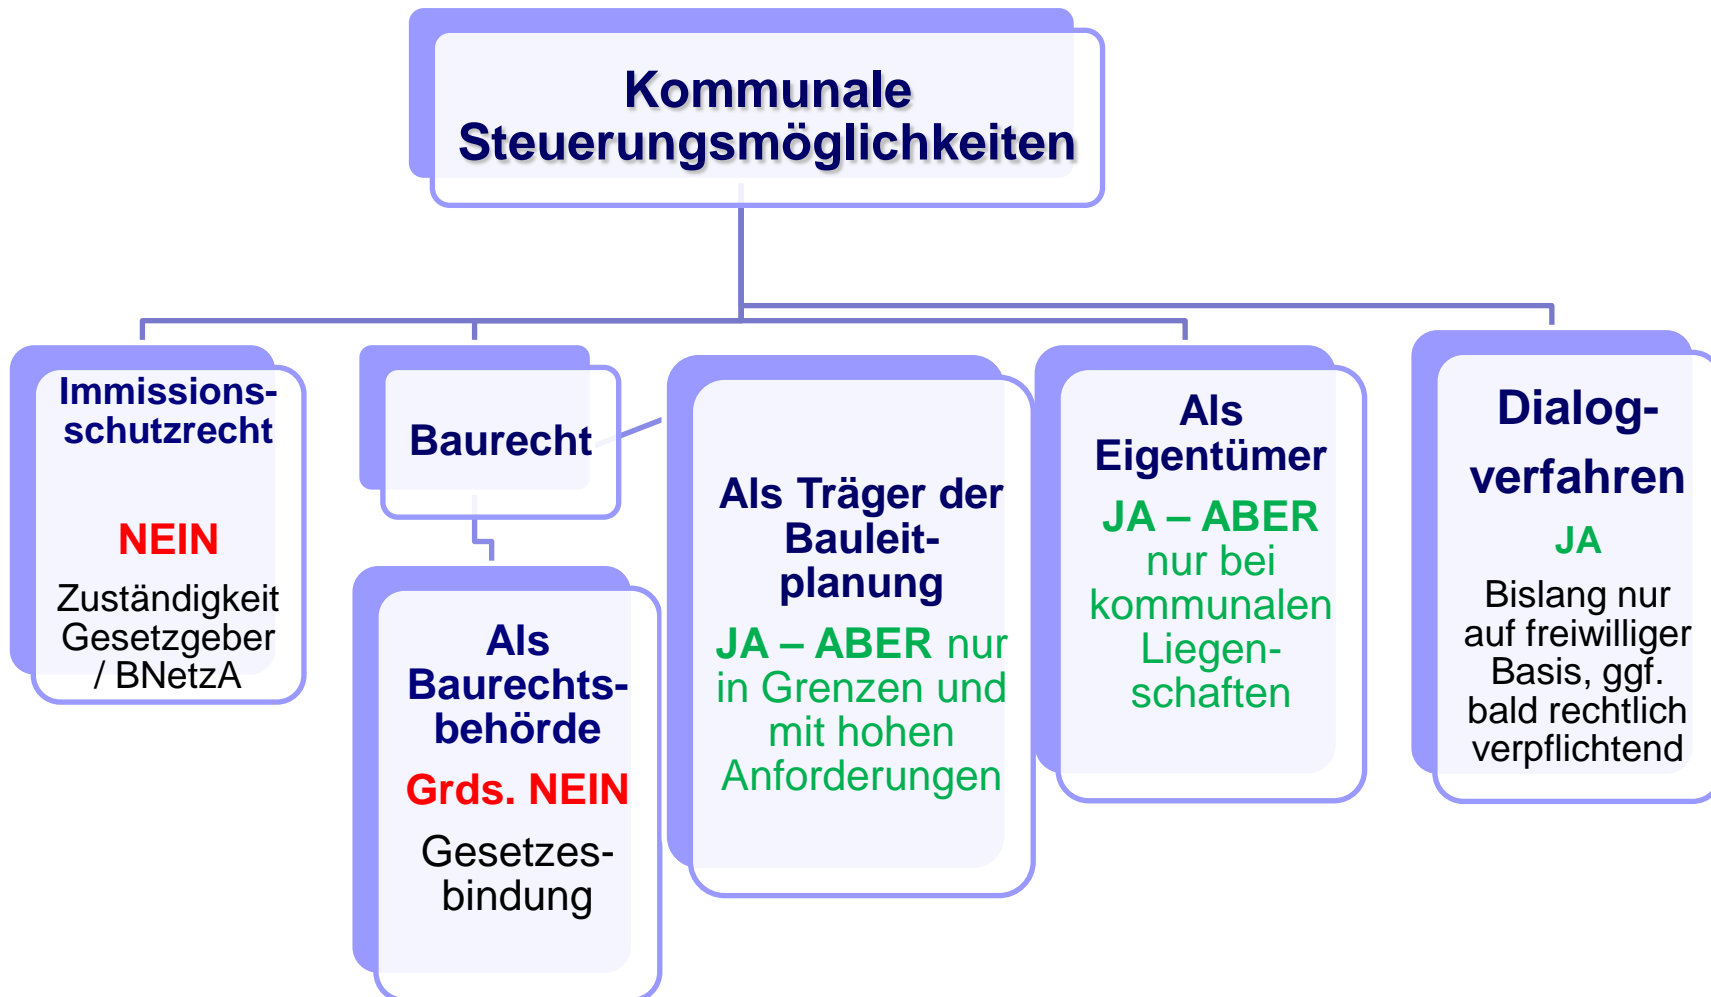 Kommunale
Steuerungsmöglichkeiten
Immissions-
schutzrecht
NEIN
Zuständigkeit
Gesetzgeber
/ BNetzA
Baurecht
Als
Baurechts-
behörde
Grds. NEIN
Gesetzes-
bindung
Als Träger der
Bauleit-
planung
JA – ABER nur
in Grenzen und
mit hohen
Anforderungen
Als
Eigentümer
JA – ABER
nur bei
kommunalen
Liegen-
schaften
Dialog-
verfahren
JA
Bislang nur
auf freiwilliger
Basis, ggf.
bald rechtlich
verpflichtend